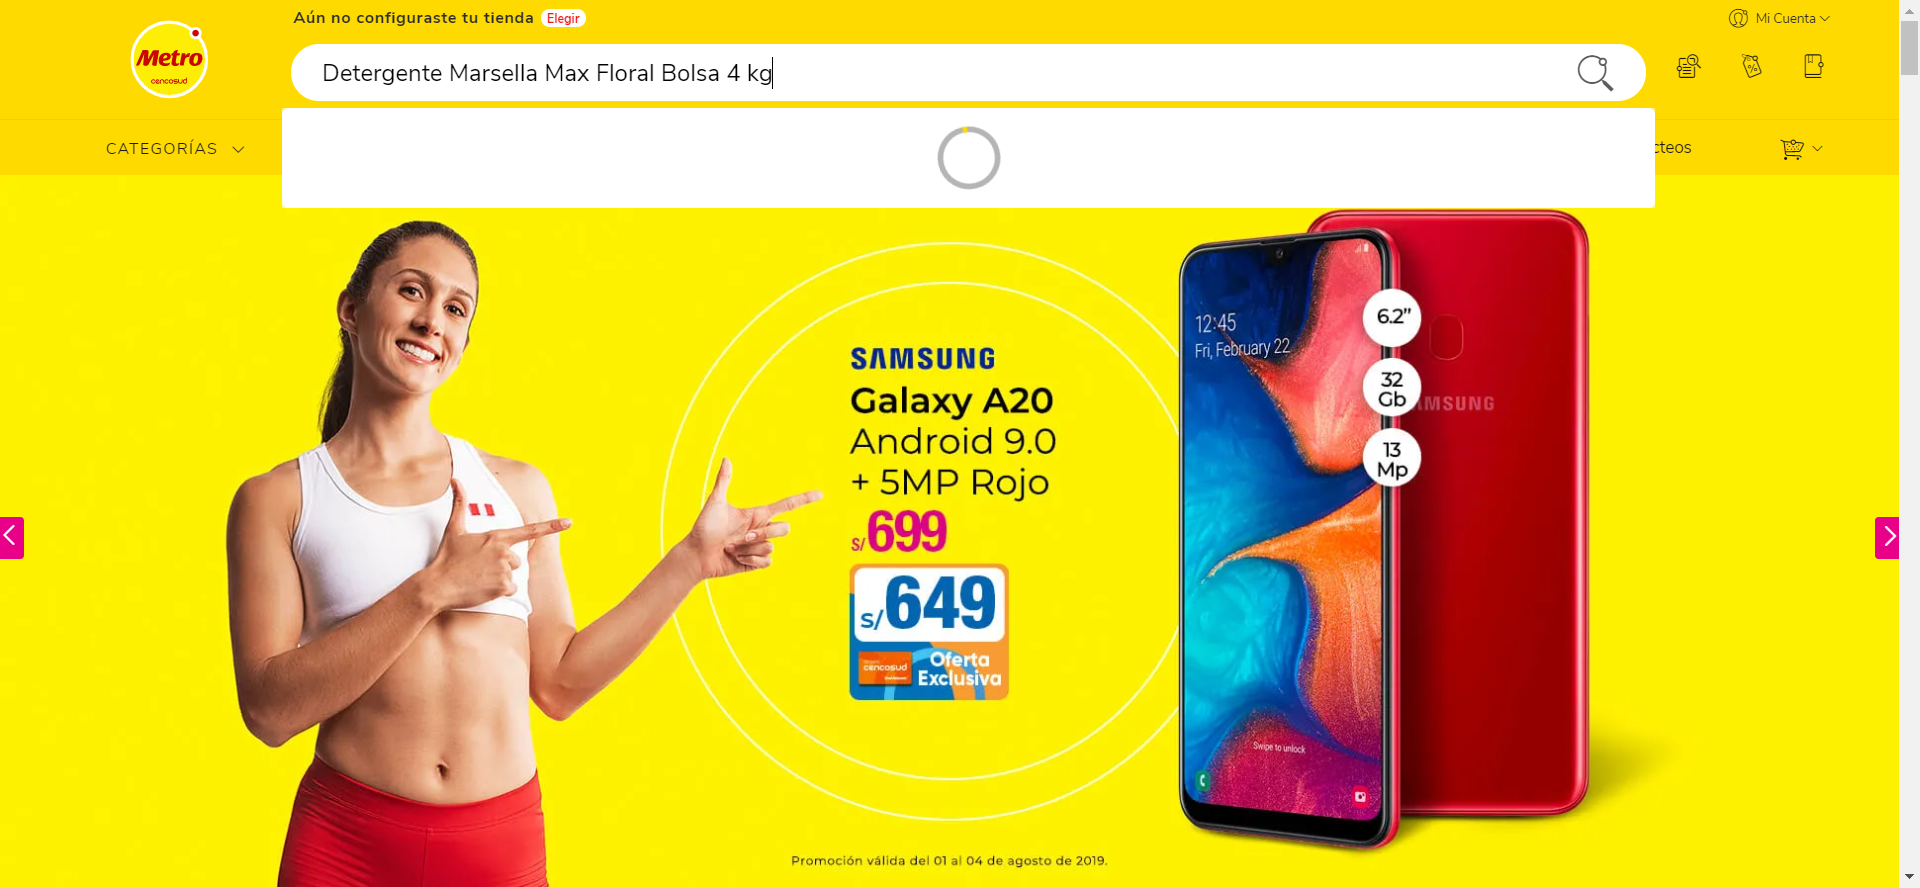 Aún no configuraste tu tienda Elegir
Mi Cuenta
Metro
cencosud
Detergente Marsella Max Floral Bolsa 4 kg
CATEGORÍAS
cteos
SAMSUNG
Galaxy A20
Android 9.0
+ 5MP Rojo
S/ 699
S/ 649
cencosud
Oferta
Exclusiva
12:45
Fri, February 22
6.2”
32
Gb
13
Mp
MSUNG
Swipe to unlock
Promoción válida del 01 al 04 de agosto de 2019.